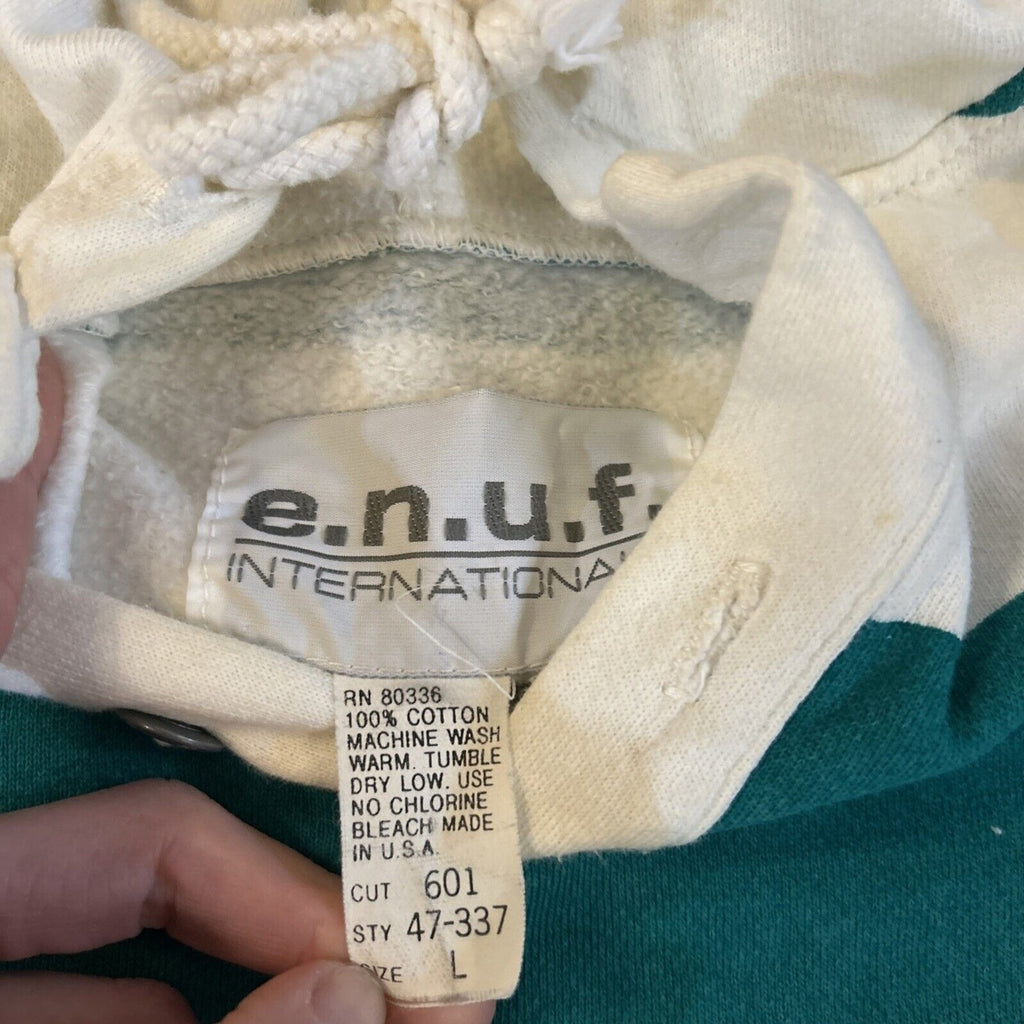 e.n.u.f.
INTERNATIONA
RN 80336
100% COTTON
MACHINE WASH
WARM. TUMBLE
DRY LOW. USE
NO CHLORINE
BLEACH MADE
IN U.S.A.
CUT 601
STY 47-337
SIZE L